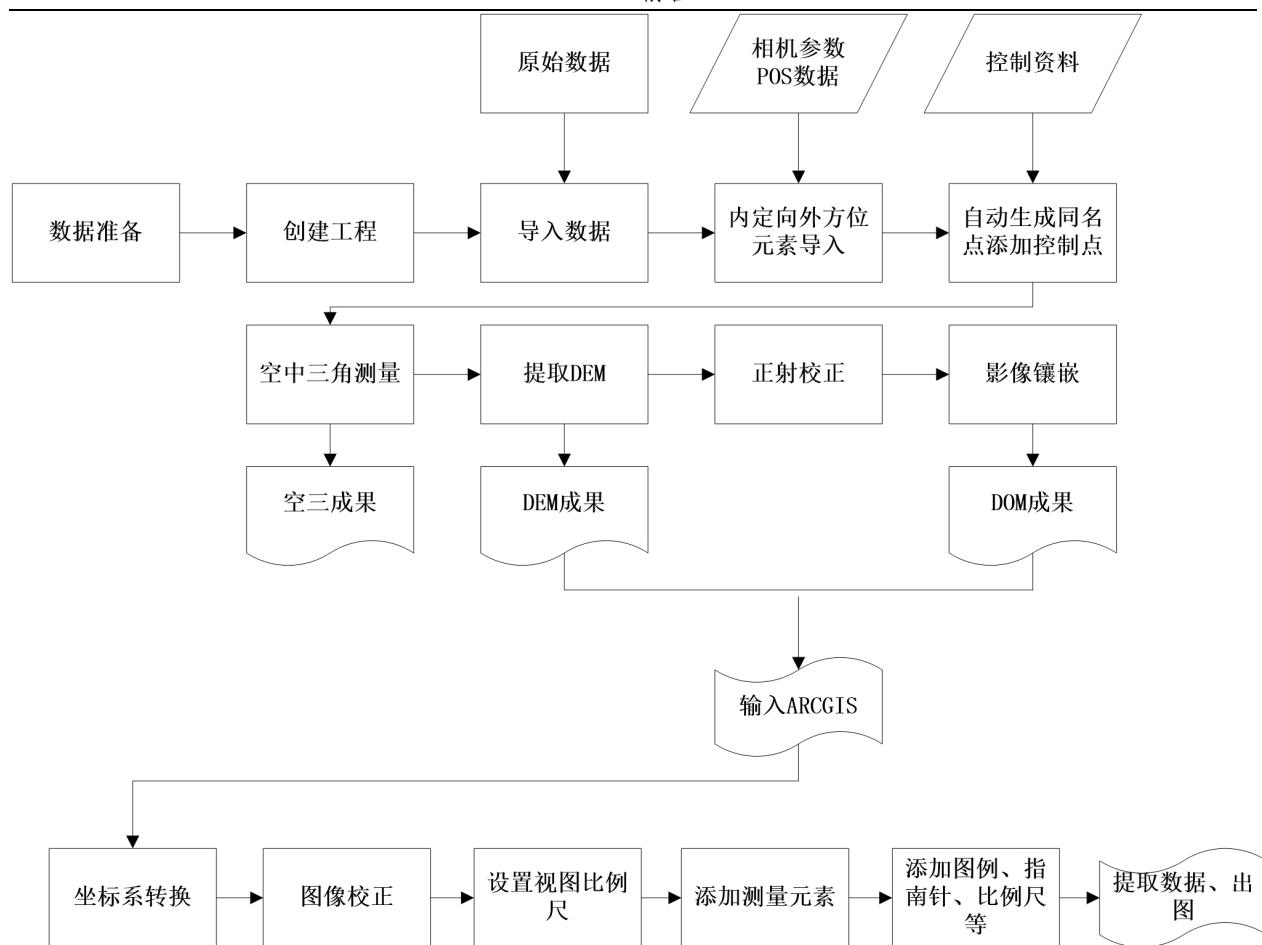 原始数据
相机参数
POS数据
控制资料
数据准备
创建工程
导入数据
内定向外方位
元素导入
自动生成同名
点添加控制点
空中三角测量
提取DEM
正射校正
影像镶嵌
空三成果
DEM成果
DOM成果
输入ARCGIS
坐标系转换
图像校正
设置视图比例
尺
添加测量元素
添加图例、指
南针、比例尺
等
提取数据、出
图